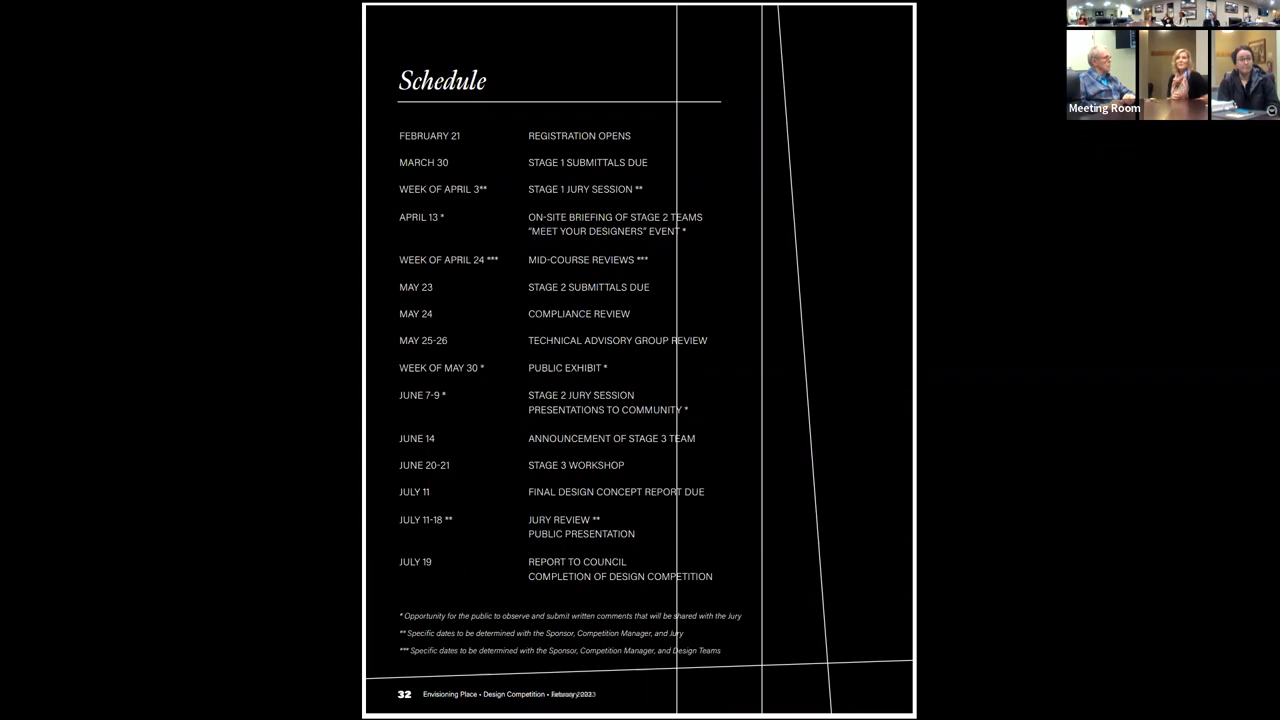 Schedule
FEBRUARY 21 REGISTRATION OPENS
MARCH 30 STAGE 1 SUBMITTALS DUE
WEEK OF APRIL 3** STAGE 1 JURY SESSION **
APRIL 13 * ON-SITE BRIEFING OF STAGE 2 TEAMS
"MEET YOUR DESIGNERS" EVENT *
WEEK OF APRIL 24 *** MID-COURSE REVIEWS ***
MAY 23 STAGE 2 SUBMITTALS DUE
MAY 24 COMPLIANCE REVIEW
MAY 25-26 TECHNICAL ADVISORY GROUP REVIEW
WEEK OF MAY 30 * PUBLIC EXHIBIT *
JUNE 7-9 * STAGE 2 JURY SESSION
PRESENTATIONS TO COMMUNITY *
JUNE 14 ANNOUNCEMENT OF STAGE 3 TEAM
JUNE 20-21 STAGE 3 WORKSHOP
JULY 11 FINAL DESIGN CONCEPT REPORT DUE
JULY 11-18 ** JURY REVIEW **
PUBLIC PRESENTATION
JULY 19 REPORT TO COUNCIL
COMPLETION OF DESIGN COMPETITION
* Opportunity for the public to observe and submit written comments that will be shared with the Jury
** Specific dates to be determined with the Sponsor, Competition Manager, and Jury
*** Specific dates to be determined with the Sponsor, Competition Manager, and Design Teams
32 Envisioning Place • Design Competition •
Meeting Room